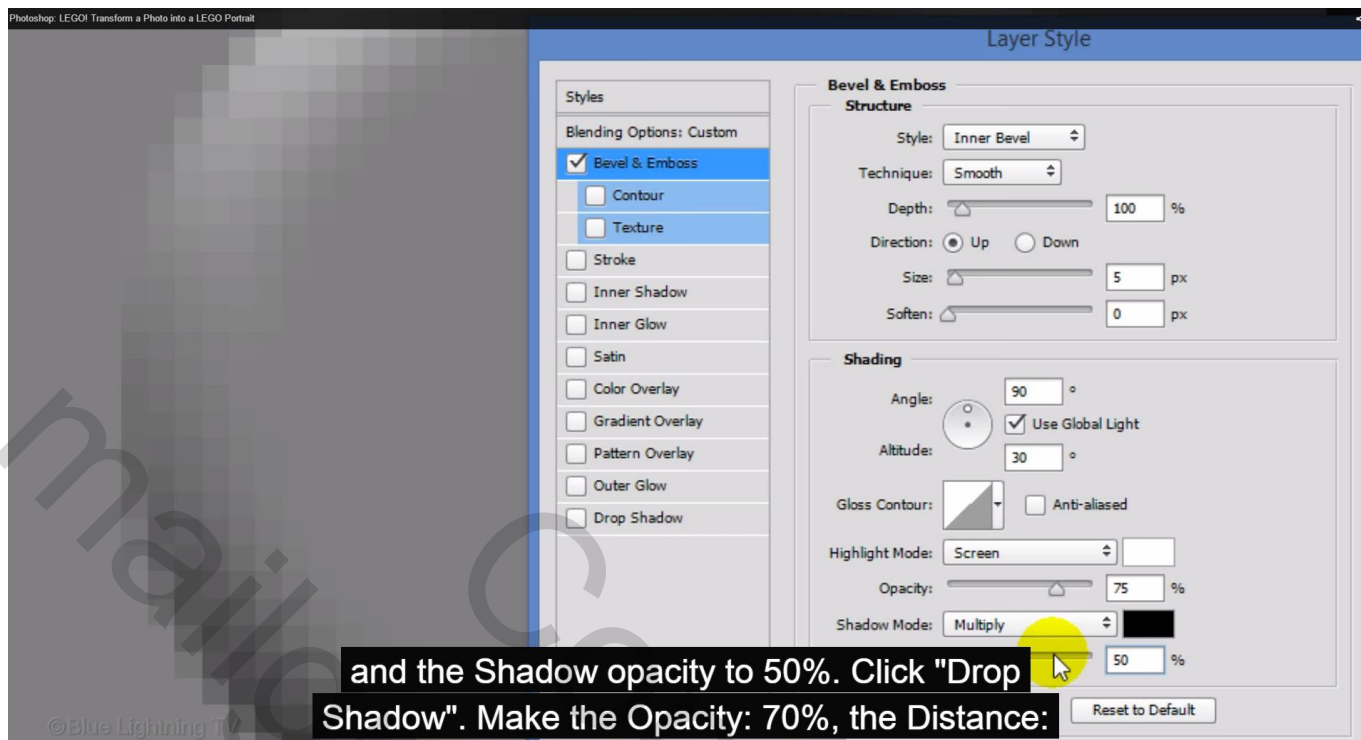 Photoshop: LEGO! Transform a Photo into a LEGO Portrait
Layer Style
Styles
Blending Options: Custom
Bevel & Emboss
Contour
Texture
Stroke
Inner Shadow
Inner Glow
Satin
Color Overlay
Gradient Overlay
Pattern Overlay
Outer Glow
Drop Shadow
Bevel & Emboss
Structure
Style: Inner Bevel
Technique: Smooth
Depth: 100 %
Direction: Up Down
Size: 5 px
Soften: 0 px
Shading
Angle: 90 °
Use Global Light
Altitude: 30 °
Gloss Contour: Anti-aliased
Highlight Mode: Screen
Opacity: 75 %
Shadow Mode: Multiply
50 %
Reset to Default
and the Shadow opacity to 50%. Click "Drop
Shadow". Make the Opacity: 70%, the Distance:
©Blue Lightning TV